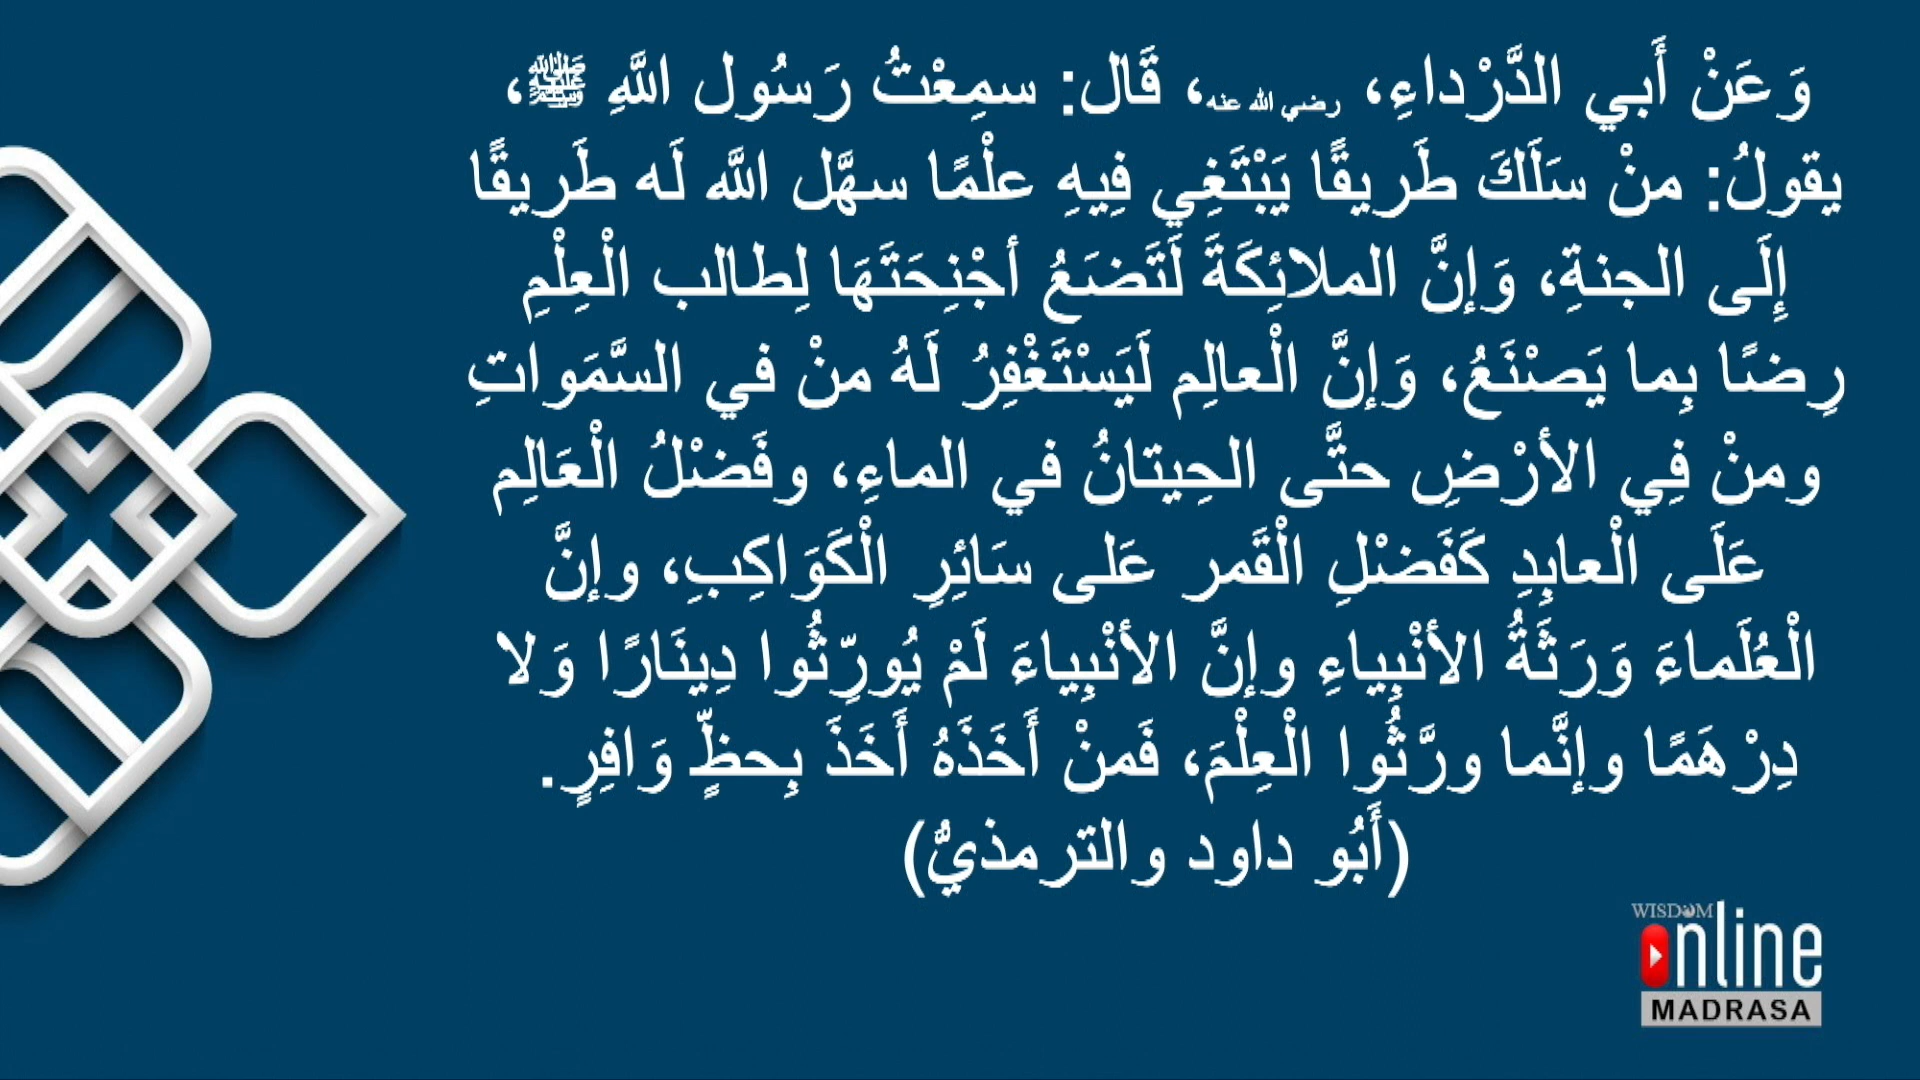 وَعَنْ أَبي الدَّرْداءِ، رضي الله عنه، قَال: سمِعْتُ رَسُول اللَّهِ ﷺ،
يقولُ: منْ سَلَكَ طَريقًا يَبْتَغِي فِيهِ علْمًا سهَّل اللَّه لَه طَريقًا
إِلَى الجنةِ، وَإنَّ الملائِكَةَ لَتَضَعُ أجْنِحَتَهَا لِطالب الْعِلْمِ
رِضًا بِما يَصْنَعُ، وَإنَّ الْعالِم لَيَسْتَغْفِرُ لَهُ منْ في السَّمَواتِ
ومنْ فِي الأرْضِ حتَّى الحِيتانُ في الماءِ، وفَضْلُ الْعَالِم
عَلَى الْعابِدِ كَفَضْلِ الْقَمر عَلى سَائِرِ الْكَوَاكِبِ، وإنَّ
الْعُلَماءَ وَرَثَةُ الأنْبِياءِ وإنَّ الأنْبِياءَ لَمْ يُورِّثُوا دِينَارًا وَلا
دِرْهَمًا وإنَّما ورَّثُوا الْعِلْمَ، فَمنْ أَخَذَهُ أَخَذَ بِحظٍّ وَافِرٍ.
(أَبُو داود والترمذيُّ)
WISDOM
online
MADRASA